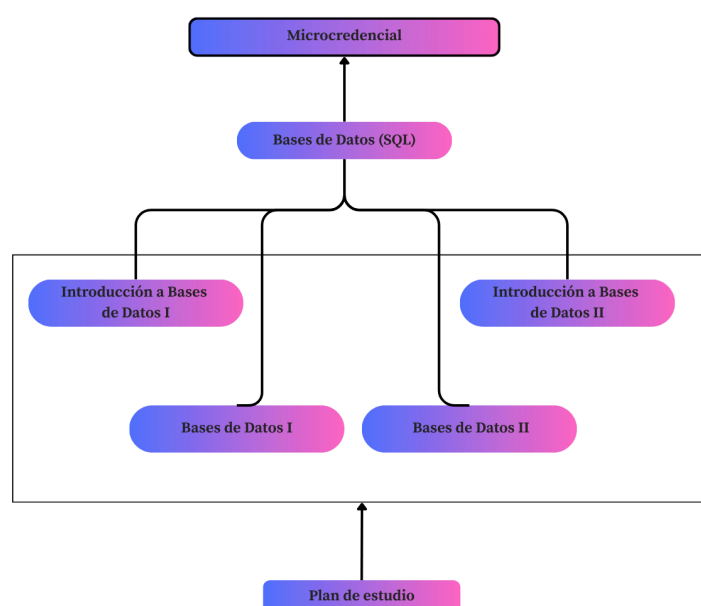 Microcredencial
Bases de Datos (SQL)
Introducción a Bases
de Datos I
Introducción a Bases
de Datos II
Bases de Datos I
Bases de Datos II
Plan de estudio